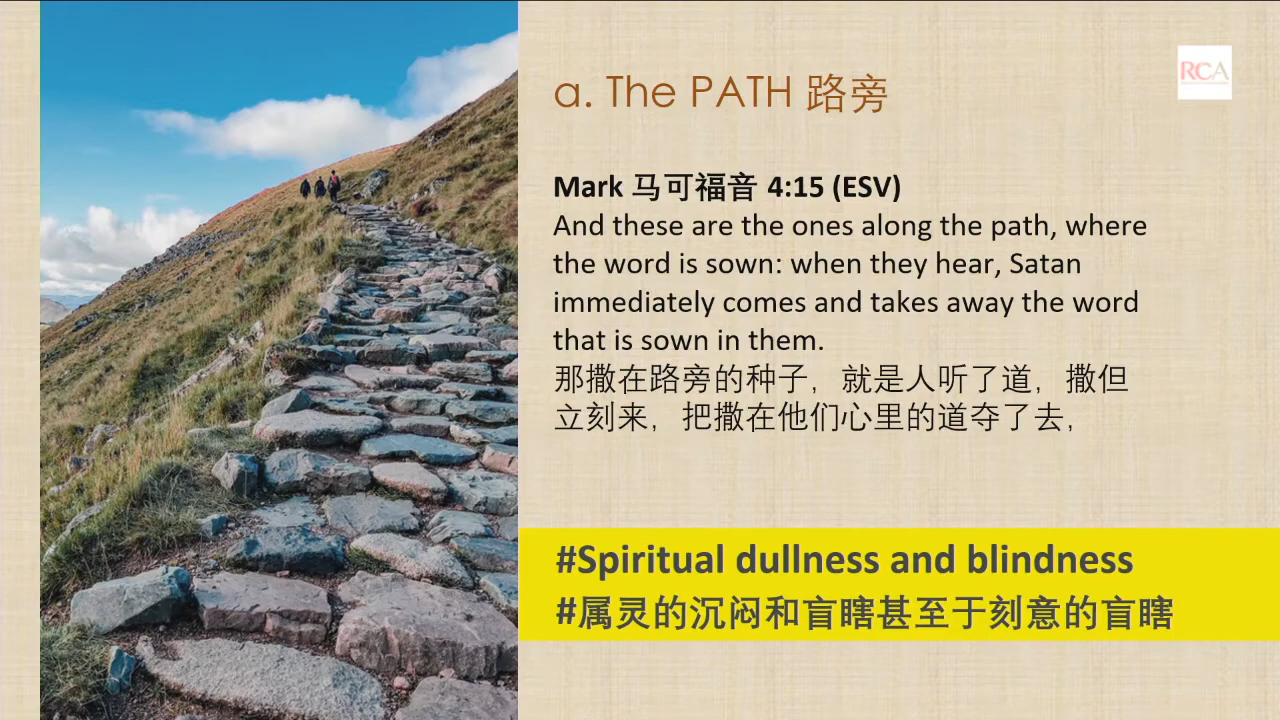 a. The PATH 路旁
RCA
Mark 马可福音 4:15 (ESV)
And these are the ones along the path, where
the word is sown: when they hear, Satan
immediately comes and takes away the word
that is sown in them.
那撒在路旁的种子，就是人听了道，撒但
立刻来，把撒在他们心里的道夺了去，
#Spiritual dullness and blindness
#属灵的沉闷和盲瞎甚至于刻意的盲瞎